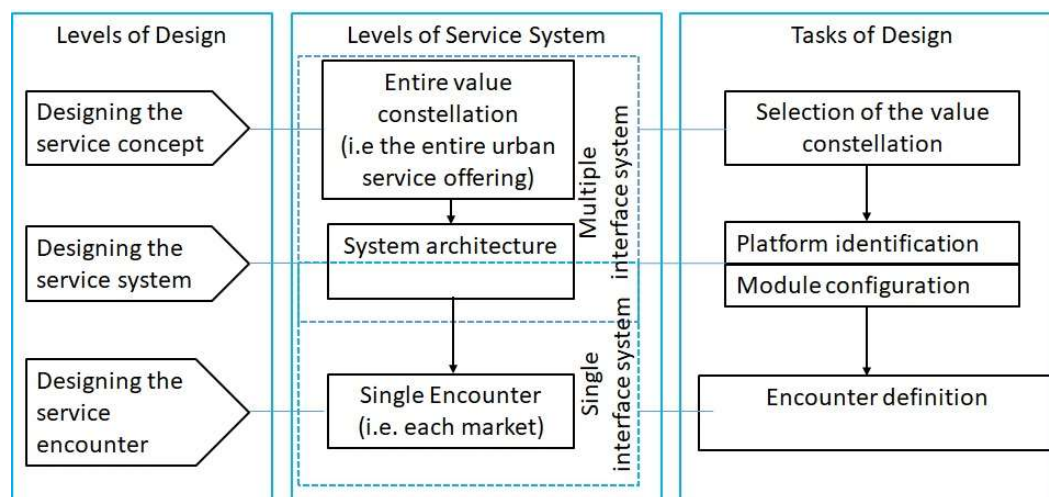 Levels of Design
Designing the
service concept
Designing the
service system
Designing the
service
encounter
Levels of Service System
Entire value
constellation
(i.e the entire urban
service offering)
System architecture
Single Encounter
(i.e. each market)
Multiple
interface system
Single
interface system
Tasks of Design
Selection of the value
constellation
Platform identification
Module configuration
Encounter definition